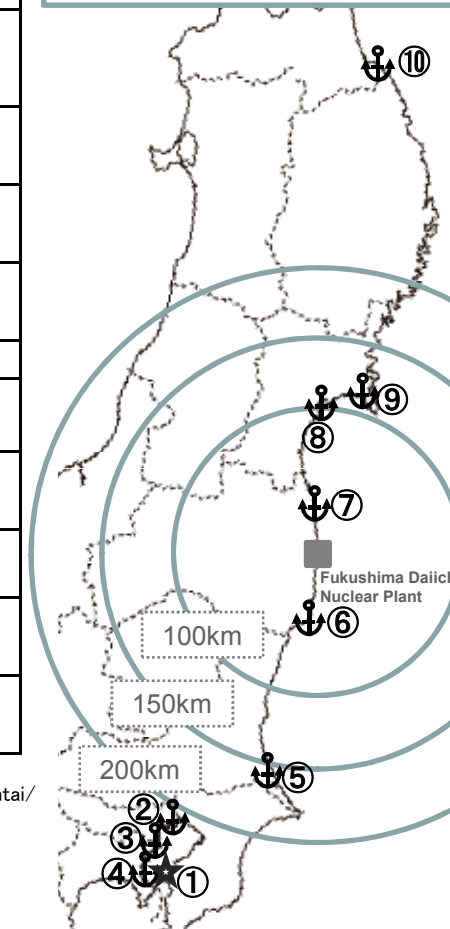 ⑩
⑨
⑧
⑦
Fukushima Daiich
Nuclear Plant
⑥
100km
150km
200km
⑤
ntai/
②
③
④
①